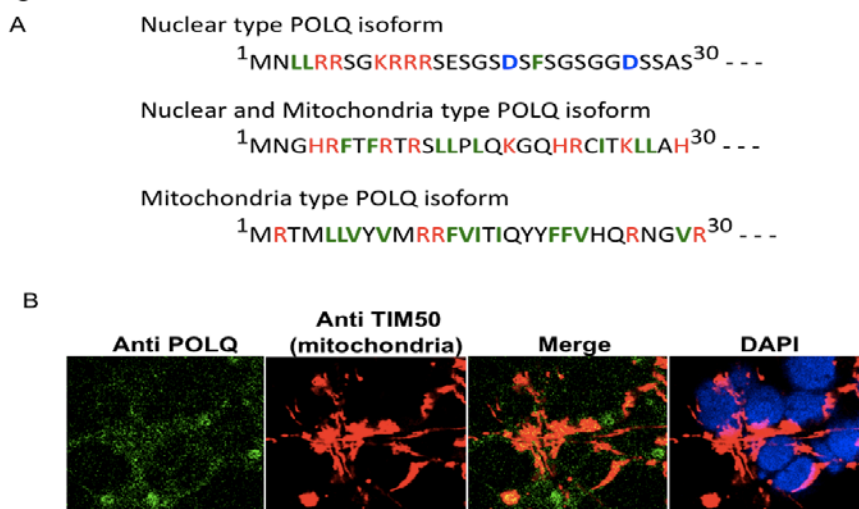 A
Nuclear type POLQ isoform
1MNLLRRSGKRRRSESGSDSFSGSGGDSSAS30 - - -
Nuclear and Mitochondria type POLQ isoform
1MNGHRFTFRTRSLLPLQKGQHRCITKLLAH30 - - -
Mitochondria type POLQ isoform
1MRTMLLVYVMRRFVITIQYYFFVHQRNGVR30 - - -
B
Anti POLQ
Anti TIM50
(mitochondria)
Merge
DAPI